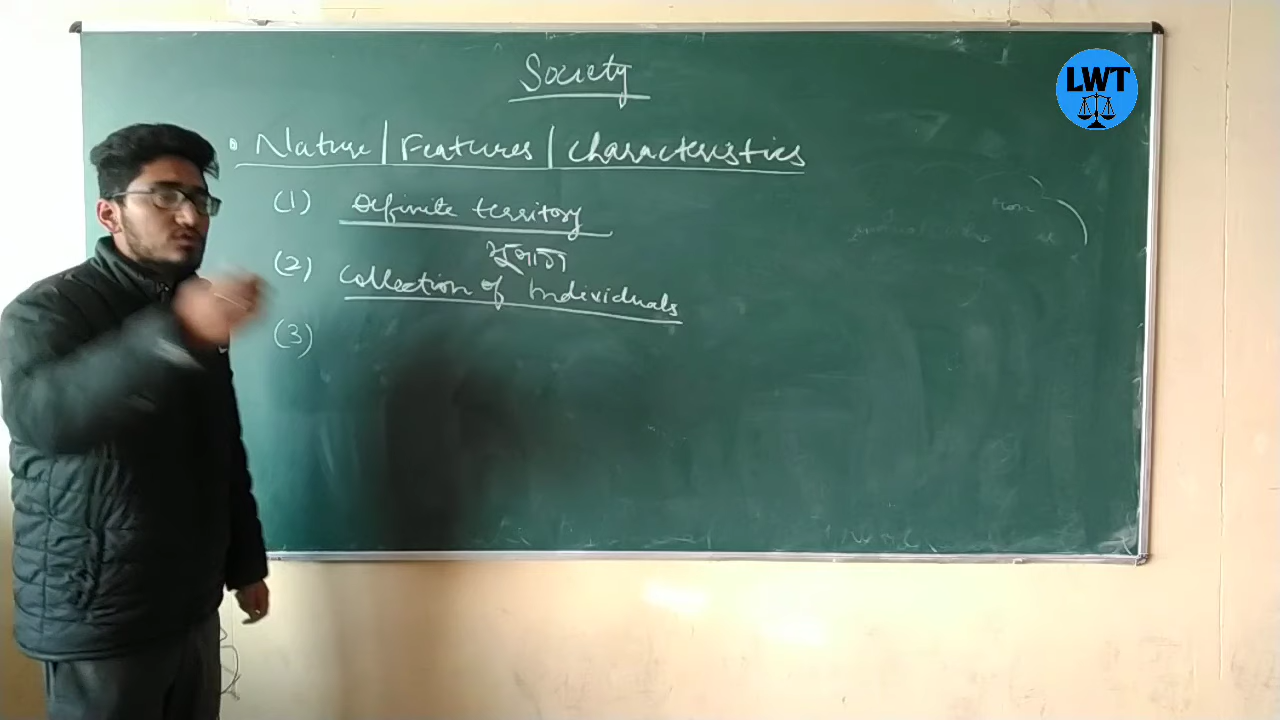 Society
LWT
Nature | Features | Characteristics
(1) Definite territory
भूभाग
(2) Collection of Individuals
(3)